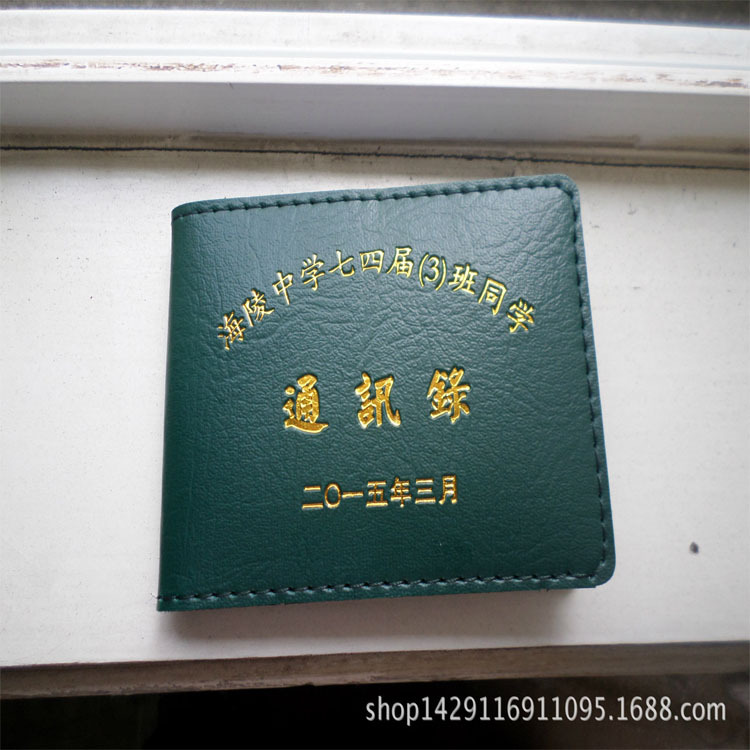 海陵中学七四届(3)班同学
通訊錄
二〇一五年三月
shop1429116911095.1688.com